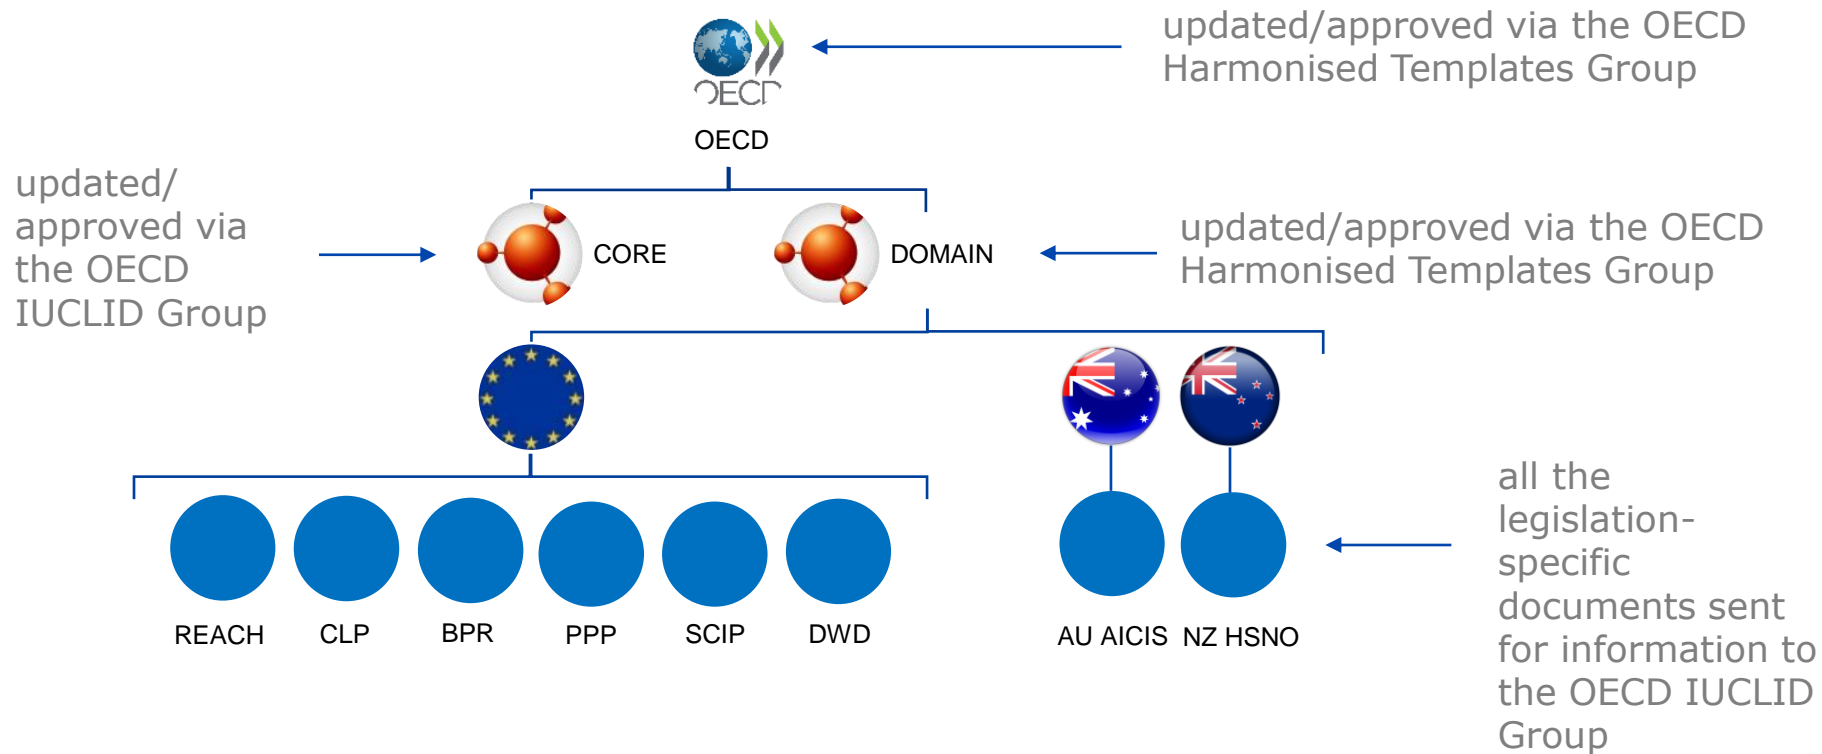 updated/approved via the OECD
Harmonised Templates Group
OECD
OECD
updated/
approved via
the OECD
IUCLID Group
CORE
DOMAIN
updated/approved via the OECD
Harmonised Templates Group
REACH
CLP
BPR
PPP
SCIP
DWD
AU AICIS
NZ HSNO
all the
legislation-
specific
documents sent
for information to
the OECD IUCLID
Group